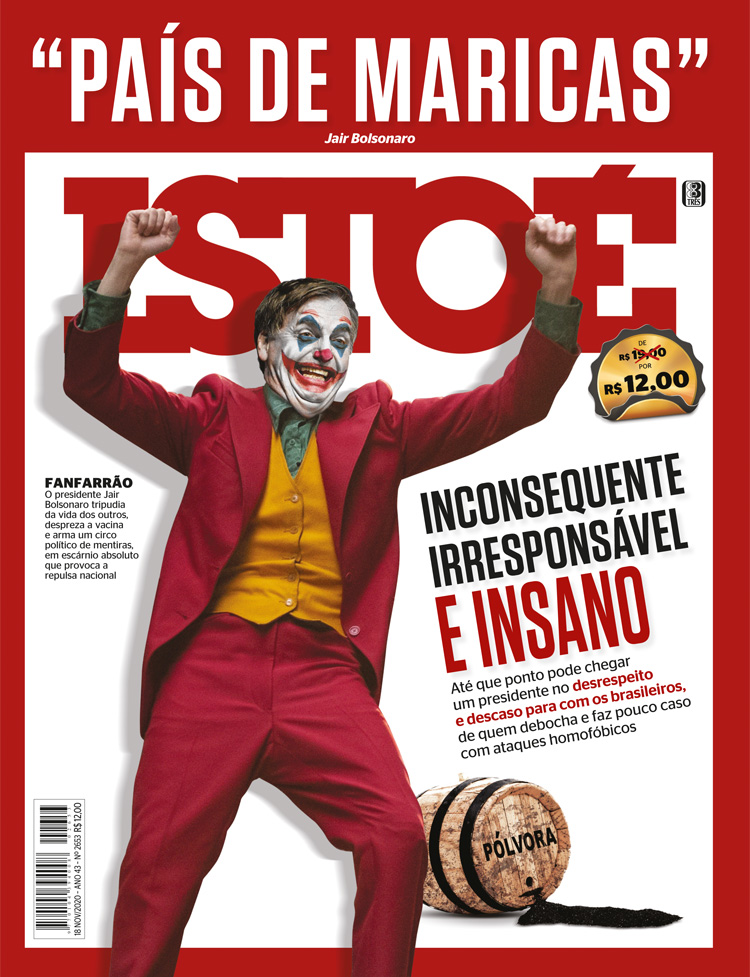 “PAÍS DE MARICAS”
Jair Bolsonaro
ISTOÉ
3
TRÊS
DE
R$ 19,00
POR
R$ 12,00
FANFARRÃO
O presidente Jair
Bolsonaro tripudia
da vida dos outros,
despreza a vacina
e arma um circo
político de mentiras,
em escárnio absoluto
que provoca a
repulsa nacional
INCONSEQUENTE
IRRESPONSÁVEL
E INSANO
Até que ponto pode chegar
um presidente no desrespeito
e descaso para com os brasileiros,
de quem debocha e faz pouco caso
com ataques homofóbicos
PÓLVORA
18 NOV/2020 - ANO 43 - Nº 2653 R$ 12,00